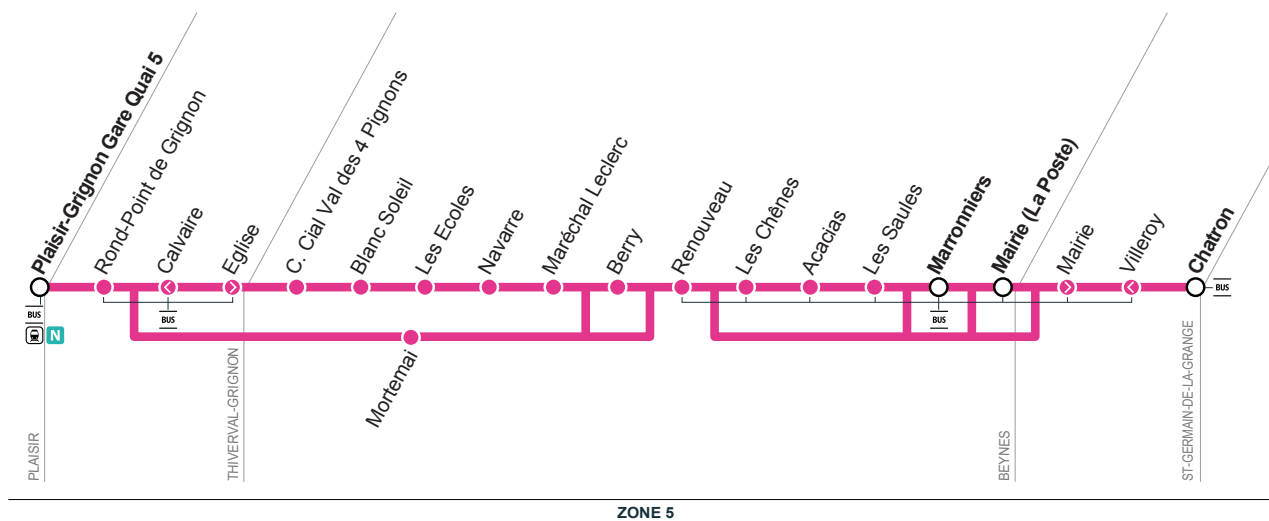 Plaisir-Grignon Gare Quai 5
Rond-Point de Grignon
Calvaire
Eglise
C. Cial Val des 4 Pignons
Blanc Soleil
Les Ecoles
Navarre
Maréchal Leclerc
Berry
Renouveau
Les Chênes
Acacias
Les Saules
Marronniers
Mairie (La Poste)
Mairie
Villeroy
Chatron
BUS
BUS
BUS
BUS
N
Mortemai
PLAISIR
THIVERVAL-GRIGNON
BEYNES
ST-GERMAIN-DE-LA-GRANGE
ZONE 5